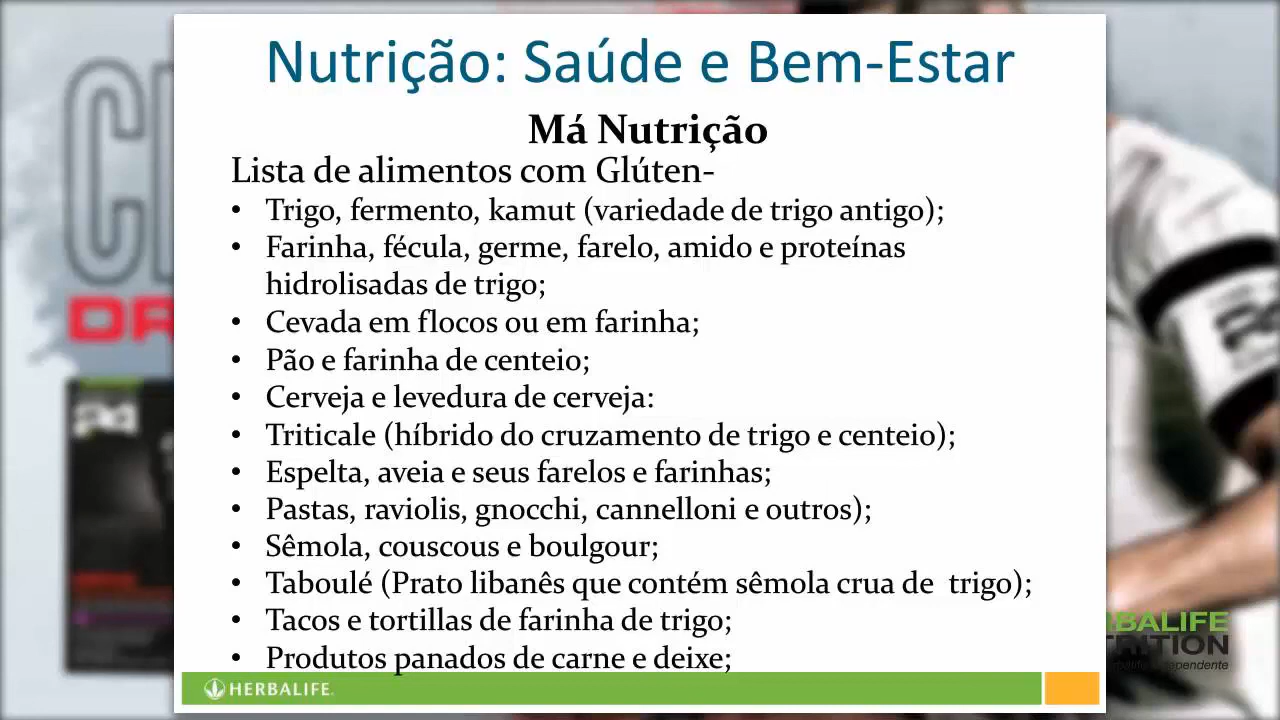 Nutrição: Saúde e Bem-Estar
Má Nutrição
Lista de alimentos com Glúten-
• Trigo, fermento, kamut (variedade de trigo antigo);
• Farinha, fécula, germe, farelo, amido e proteínas
hidrolisadas de trigo;
• Cevada em flocos ou em farinha;
• Pão e farinha de centeio;
• Cerveja e levedura de cerveja:
• Triticale (híbrido do cruzamento de trigo e centeio);
• Espelta, aveia e seus farelos e farinhas;
• Pastas, raviolis, gnocchi, cannelloni e outros);
• Sêmola, couscous e boulgour;
• Taboulé (Prato libanês que contém sêmola crua de  trigo);
• Tacos e tortillas de farinha de trigo;
• Produtos panados de carne e deixe;
HERBALIFE.